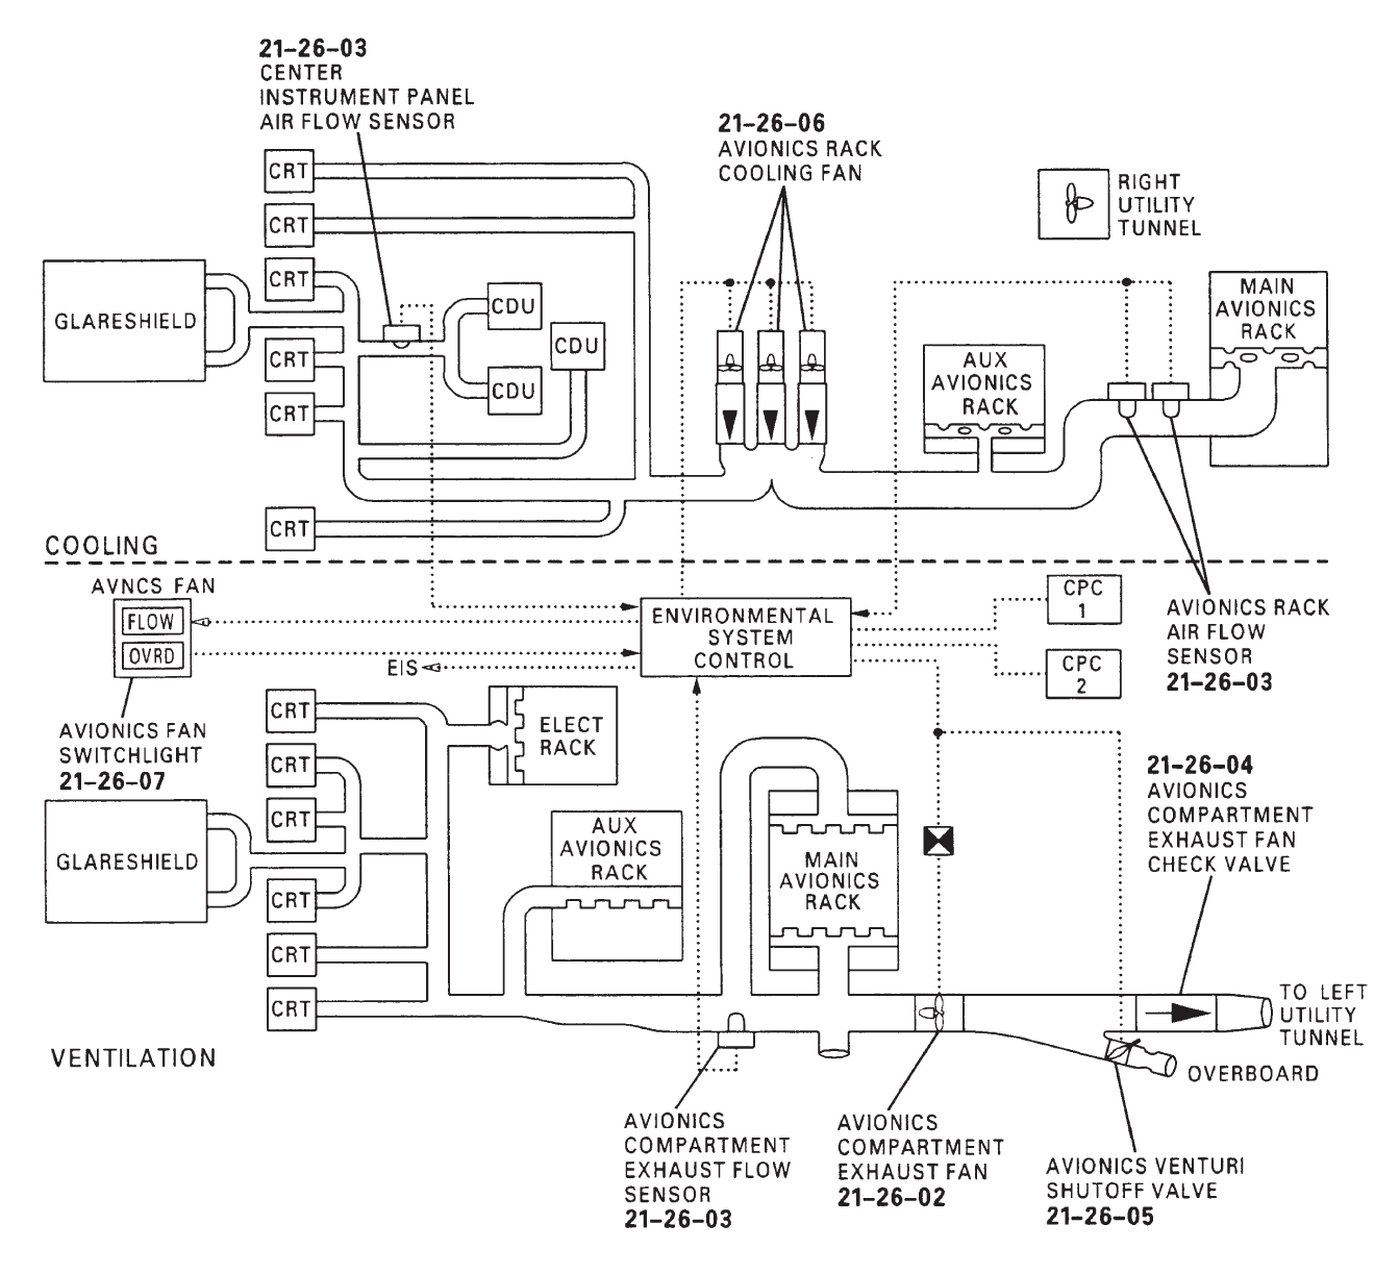 21-26-03
CENTER
INSTRUMENT PANEL
AIR FLOW SENSOR
21-26-06
AVIONICS RACK
COOLING FAN
RIGHT
UTILITY
TUNNEL
CRT
CRT
CRT
GLARESHIELD
CDU
CDU
CDU
CRT
CRT
MAIN
AVIONICS
RACK
AUX
AVIONICS
RACK
CRT
COOLING
AVNCS FAN
FLOW
OVRD
EIS
ENVIRONMENTAL
SYSTEM
CONTROL
CPC
1
CPC
2
AVIONICS RACK
AIR FLOW
SENSOR
21-26-03
AVIONICS FAN
SWITCHLIGHT
21-26-07
CRT
CRT
CRT
GLARESHIELD
CRT
CRT
CRT
ELECT
RACK
AUX
AVIONICS
RACK
MAIN
AVIONICS
RACK
21-26-04
AVIONICS
COMPARTMENT
EXHAUST FAN
CHECK VALVE
TO LEFT
UTILITY
TUNNEL
OVERBOARD
VENTILATION
AVIONICS
COMPARTMENT
EXHAUST FLOW
SENSOR
21-26-03
AVIONICS
COMPARTMENT
EXHAUST FAN
21-26-02
AVIONICS VENTURI
SHUTOFF VALVE
21-26-05